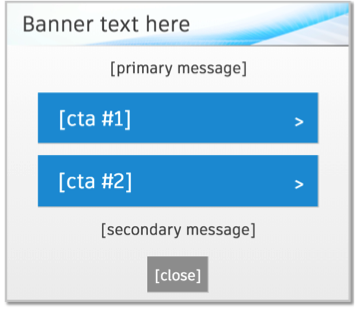 Banner text here
[primary message]
[cta #1] >
[cta #2] >
[secondary message]
[close]